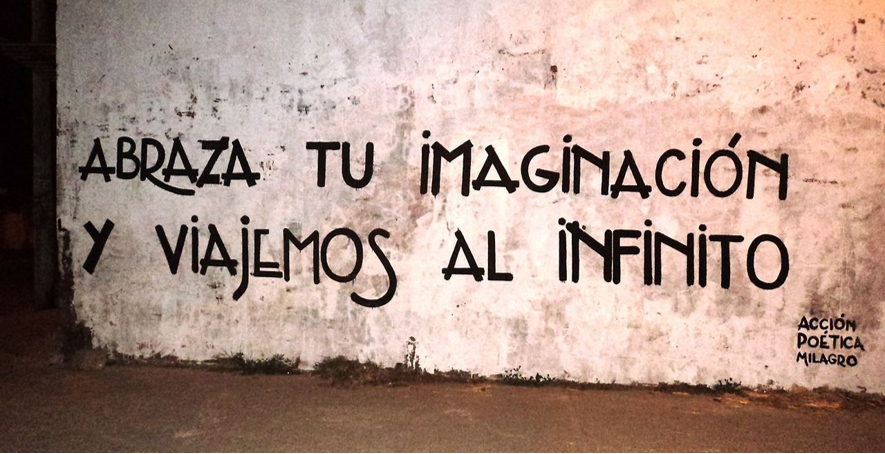 ABRAZA TU iMAGiNACiÓN
Y ViAjEMOS AL iNFiNiTO
ACCiÓN
POÉTICA
MiLAGRO